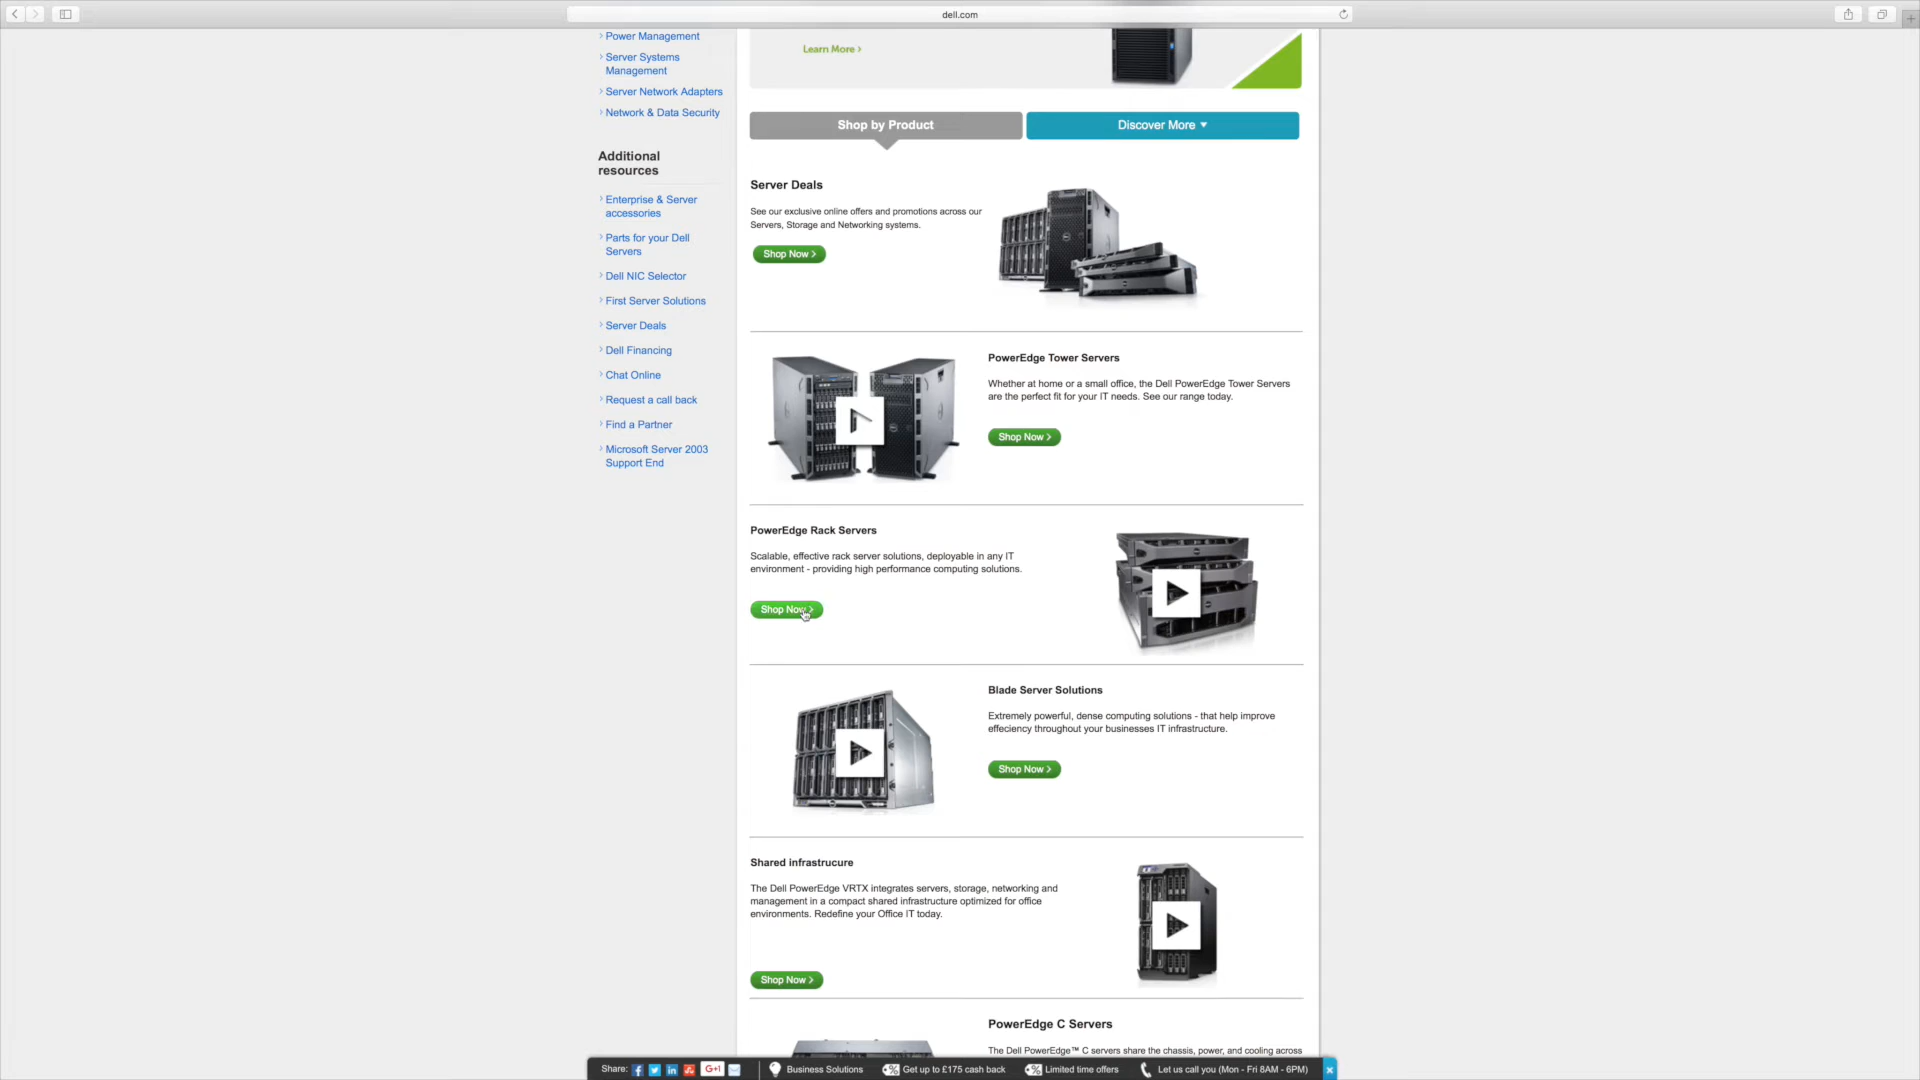 dell.com
Power Management
Server Systems
Management
Server Network Adapters
Network & Data Security
Additional
resources
Enterprise & Server
accessories
Parts for your Dell
Servers
Dell NIC Selector
First Server Solutions
Server Deals
Dell Financing
Chat Online
Request a call back
Find a Partner
Microsoft Server 2003
Support End
Learn More
Shop by Product
Discover More
Server Deals
See our exclusive online offers and promotions across our
Servers, Storage and Networking systems.
Shop Now
PowerEdge Tower Servers
Whether at home or a small office, the Dell PowerEdge Tower Servers
are the perfect fit for your IT needs. See our range today.
Shop Now
PowerEdge Rack Servers
Scalable, effective rack server solutions, deployable in any IT
environment - providing high performance computing solutions.
Shop Now
Blade Server Solutions
Extremely powerful, dense computing solutions - that help improve
effeciency throughout your businesses IT infrastructure.
Shop Now
Shared infrastrucure
The Dell PowerEdge VRTX integrates servers, storage, networking and
management in a compact shared infrastructure optimized for office
environments. Redefine your Office IT today.
Shop Now
PowerEdge C Servers
The Dell PowerEdge™ C servers share the chassis, power, and cooling across
Share: G+1 Business Solutions Get up to £175 cash back Limited time offers Let us call you (Mon - Fri 8AM - 6PM)